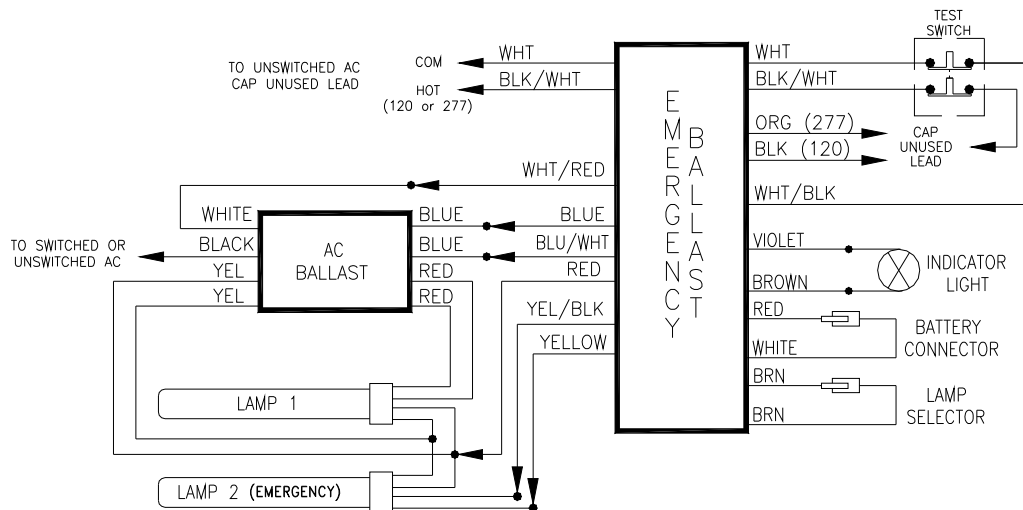 TEST
SWITCH
TO UNSWITCHED AC
CAP UNUSED LEAD
COM
WHT
HOT
(120 or 277)
BLK/WHT
WHT
BLK/WHT
ORG (277)
BLK (120)
CAP
UNUSED
LEAD
EMERGENCY
BALLAST
WHT/RED
WHT/BLK
WHITE
BLUE
BLUE
TO SWITCHED OR
UNSWITCHED AC
BLACK
AC
BALLAST
BLUE
BLU/WHT
YEL
RED
RED
YEL
RED
VIOLET
INDICATOR
LIGHT
BROWN
YEL/BLK
RED
YELLOW
WHITE
BATTERY
CONNECTOR
BRN
BRN
LAMP
SELECTOR
LAMP 1
LAMP 2 (EMERGENCY)